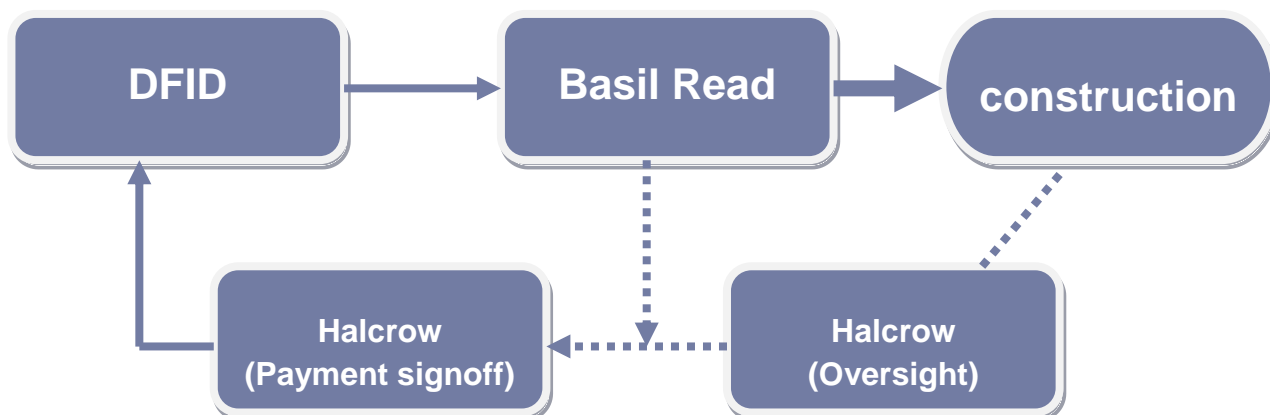 DFID
Basil Read
construction
Halcrow
(Payment signoff)
Halcrow
(Oversight)